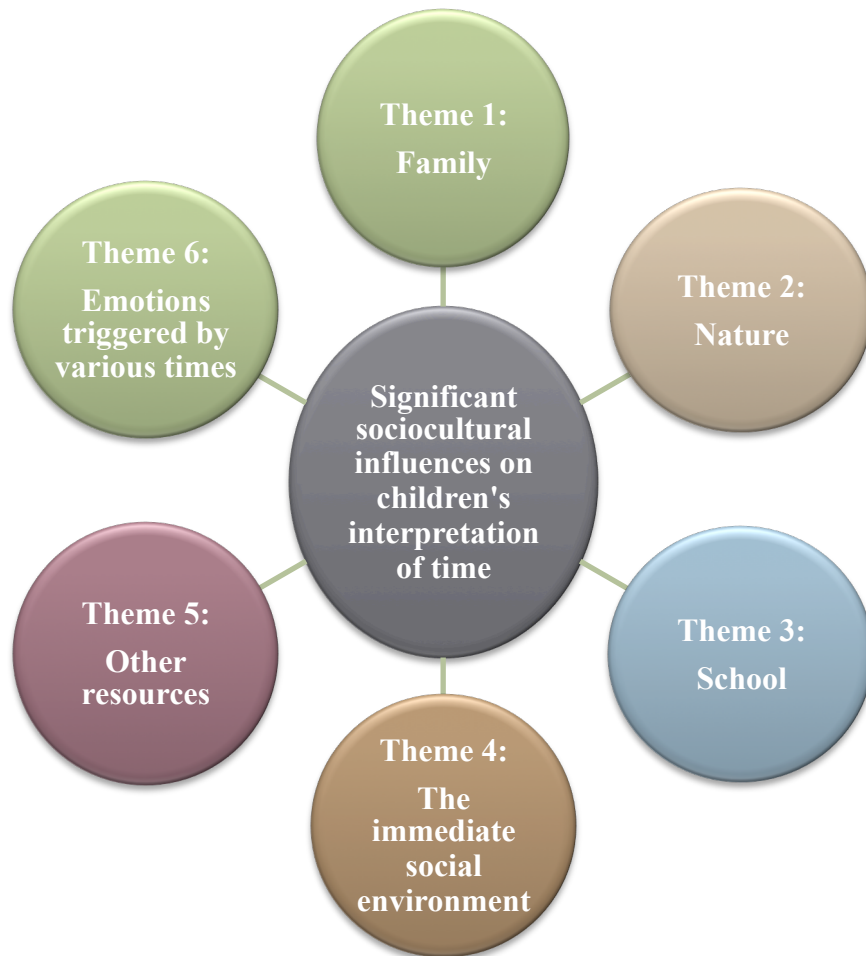 Theme 1:
Family
Theme 2:
Nature
Theme 3:
School
Theme 4:
The
immediate
social
environment
Theme 5:
Other
resources
Theme 6:
Emotions
triggered by
various times
Significant
sociocultural
influences on
children's
interpretation
of time